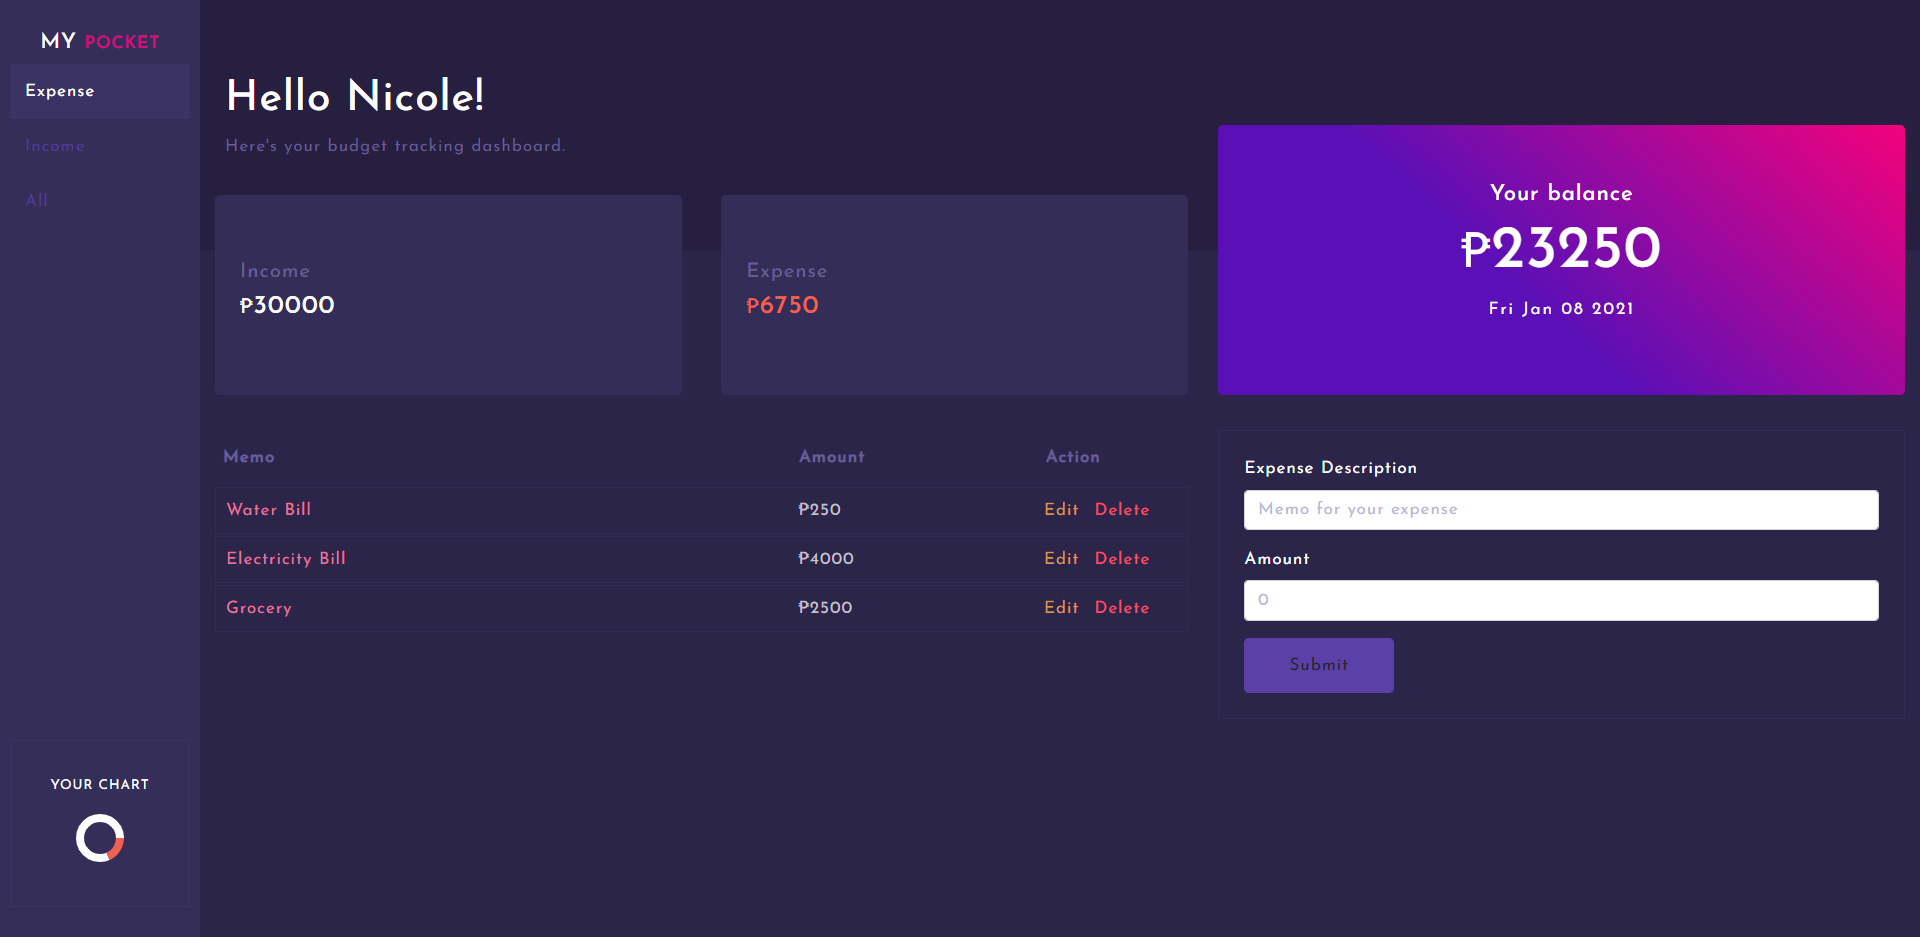 MY POCKET
Expense
Income
All
YOUR CHART
Hello Nicole!
Here's your budget tracking dashboard.
Income
₱30000
Expense
₱6750
Your balance
₱23250
Fri Jan 08 2021
Memo Amount Action
Water Bill ₱250 Edit Delete
Electricity Bill ₱4000 Edit Delete
Grocery ₱2500 Edit Delete
Expense Description
Memo for your expense
Amount
0
Submit